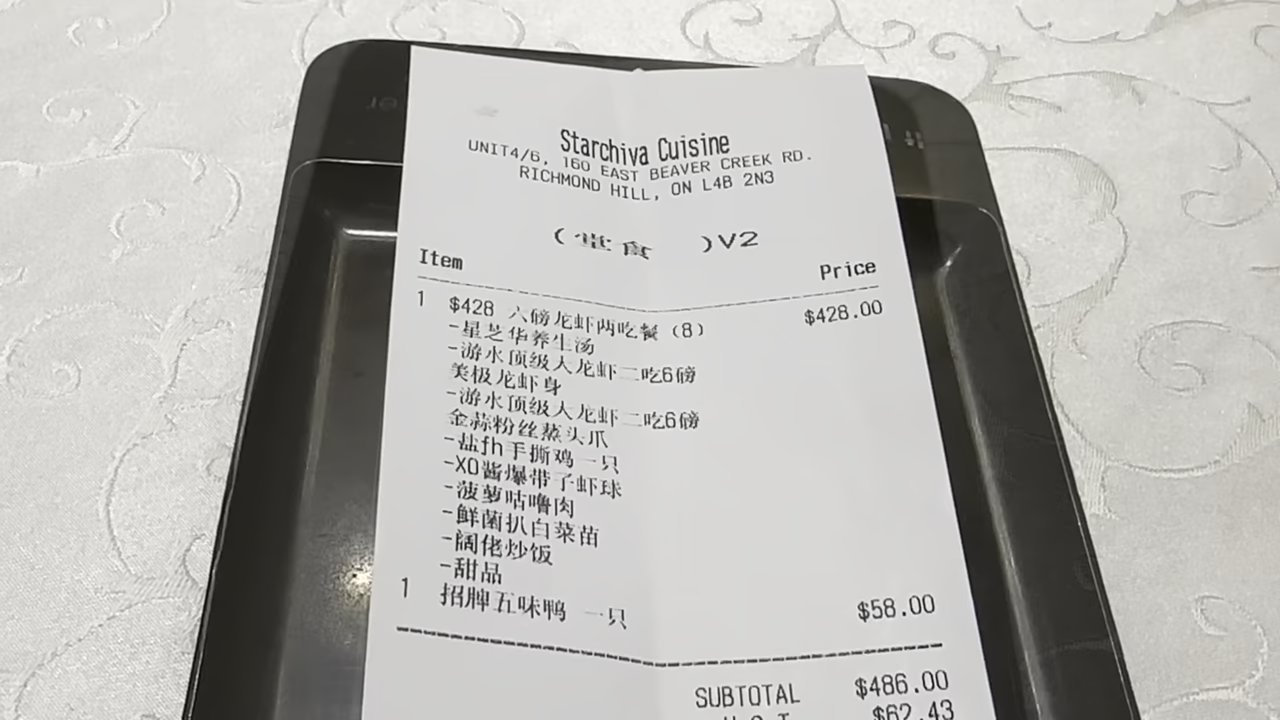 Starchiva Cuisine
UNIT4/6, 160 EAST BEAVER CREEK RD.
RICHMOND HILL, ON L4B 2N3
(堂食 )V2
Item Price
1 $428 六磅龙虾两吃餐（8） $428.00
-星芝华养生汤
-游水顶级大龙虾二吃6磅
美极龙虾身
-游水顶级大龙虾二吃6磅
金蒜粉丝蒸头爪
-盐fh手撕鸡一只
-XO酱爆带子虾球
-菠萝咕噜肉
-鲜菌扒白菜苗
-阔佬炒饭
-甜品
1 招牌五味鸭 一只 $58.00
SUBTOTAL $486.00
H.S.T. $62.43